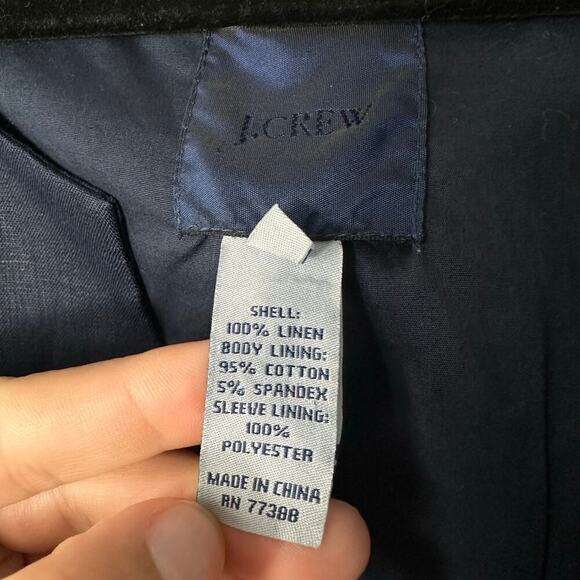 J.CREW
SHELL:
100% LINEN
BODY LINING:
95% COTTON
5% SPANDEX
SLEEVE LINING:
100%
POLYESTER
MADE IN CHINA
RN 77388